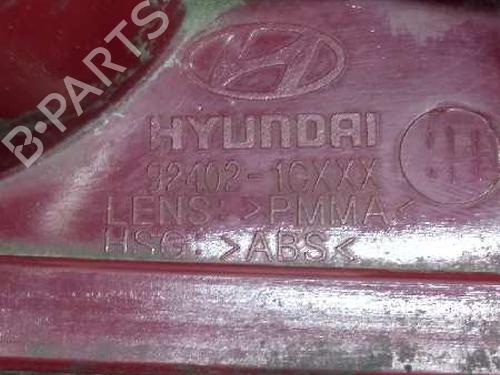 B-PARTS
HYUNDAI
92402-1CXXX
LENS: >PMMA<
HSG: >ABS<